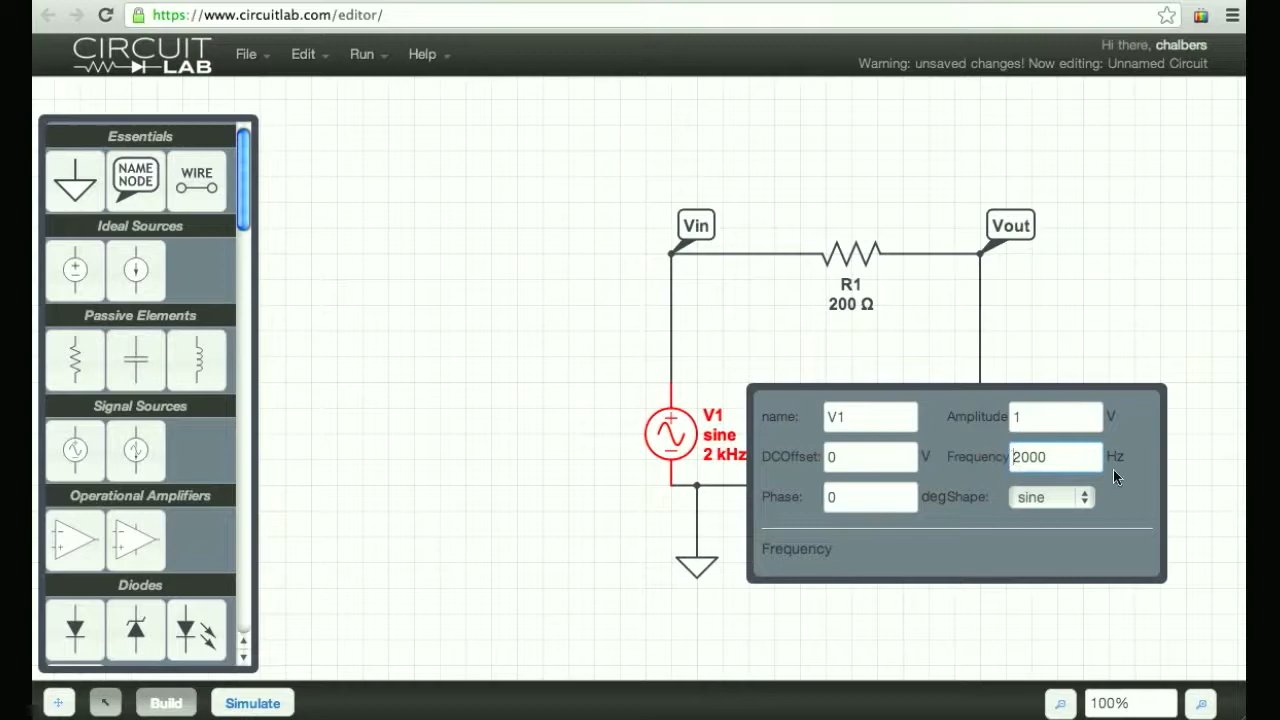 https://www.circuitlab.com/editor/
CIRCUIT
LAB
File Edit Run Help
Hi there, chalbers
Warning: unsaved changes! Now editing: Unnamed Circuit
Essentials
NAME
NODE
WIRE
Ideal Sources
Passive Elements
Signal Sources
Operational Amplifiers
Diodes
Vin
Vout
R1
200 Ω
V1
sine
2 kHz
name: V1 Amplitude 1 V
DCOffset: 0 V Frequency 2000 Hz
Phase: 0 deg Shape: sine
Frequency
Build Simulate 100%